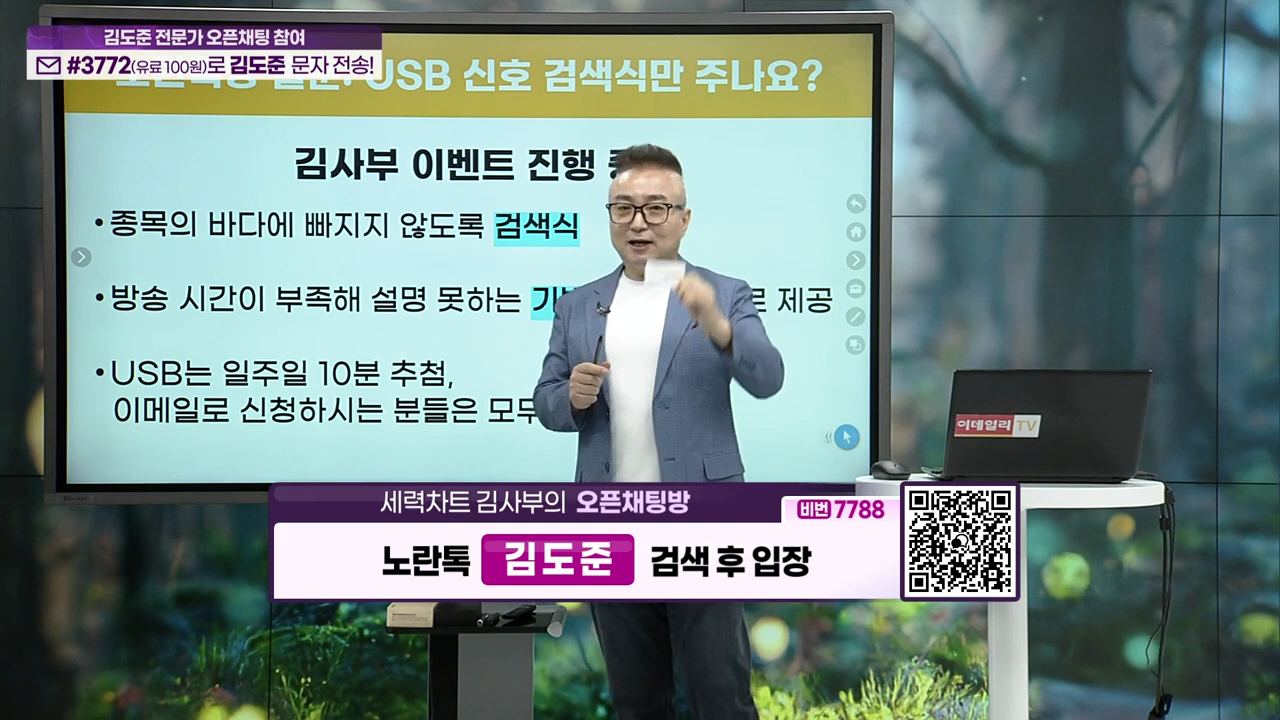 김도준 전문가 오픈채팅 참여
#3772(유료 100원)로 김도준 문자 전송!
USB 신호 검색식만 주나요?
김사부 이벤트 진행
• 종목의 바다에 빠지지 않도록 검색식
• 방송 시간이 부족해 설명 못하는 제공
• USB는 일주일 10분 추첨,
이메일로 신청하시는 분들은 모두
이데일리 TV
세력차트 김사부의 오픈채팅방
비번 7788
노란톡 김도준 검색 후 입장